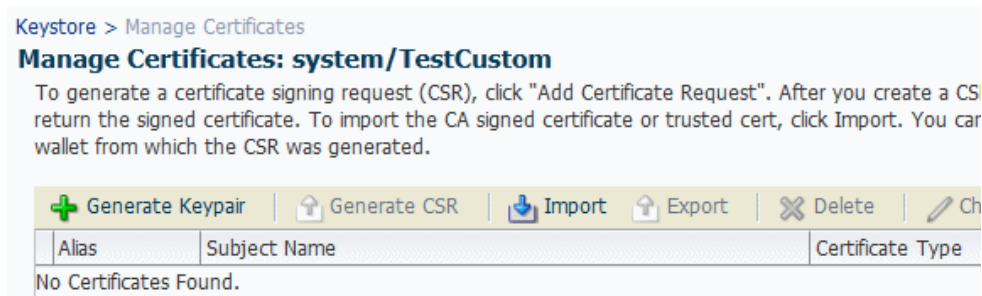 Keystore > Manage Certificates
Manage Certificates: system/TestCustom
To generate a certificate signing request (CSR), click "Add Certificate Request". After you create a CS
return the signed certificate. To import the CA signed certificate or trusted cert, click Import. You can
wallet from which the CSR was generated.
Generate Keypair Generate CSR Import Export Delete Ch
Alias Subject Name Certificate Type
No Certificates Found.